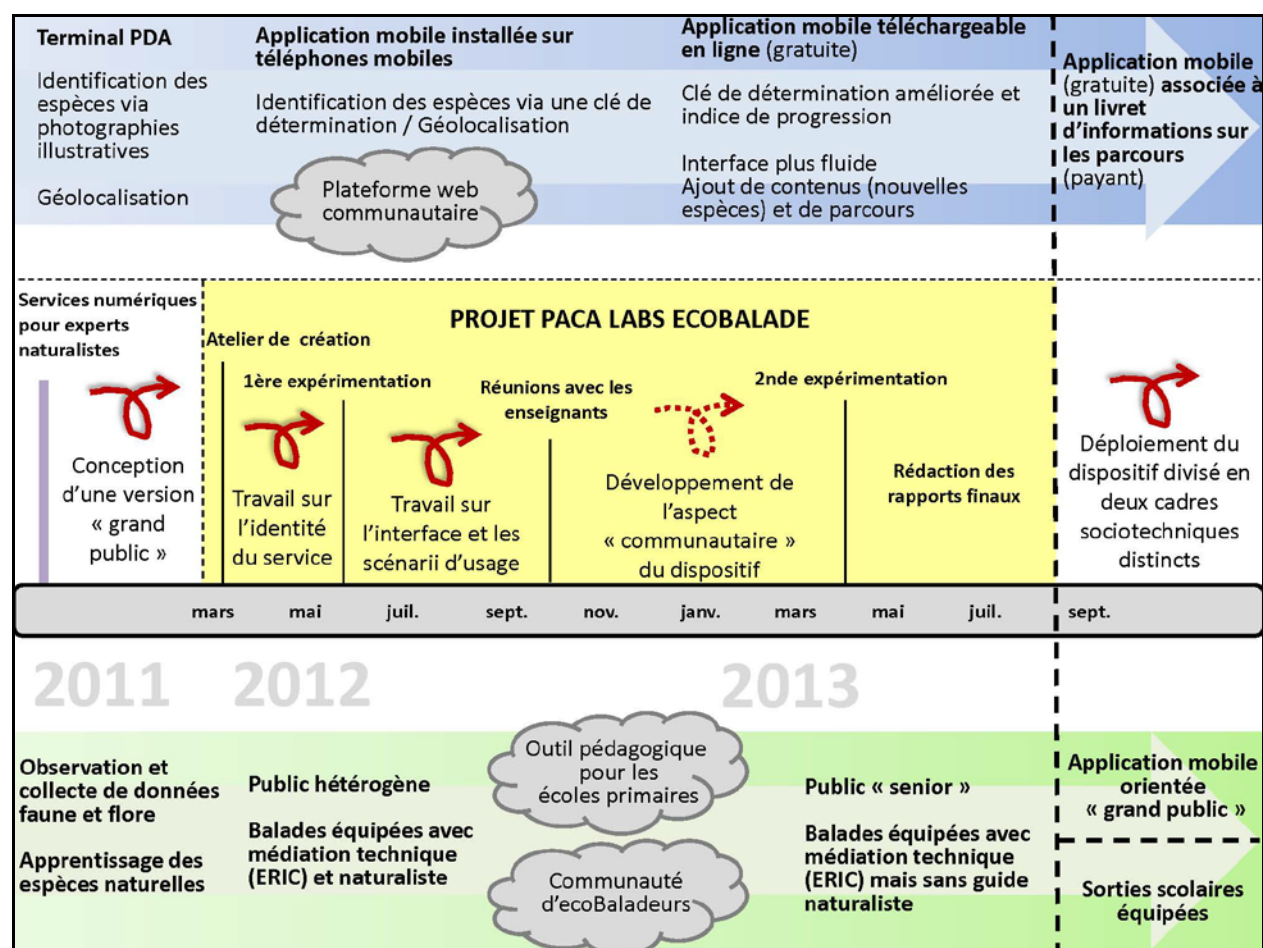 Terminal PDA
Identification des
espèces via
photographies
illustratives
Géolocalisation
Application mobile installée sur
téléphones mobiles
Identification des espèces via une clé de
détermination / Géolocalisation
Plateforme web
communautaire
Application mobile téléchargeable
en ligne (gratuite)
Clé de détermination améliorée et
indice de progression
Interface plus fluide
Ajout de contenus (nouvelles
espèces) et de parcours
Application mobile
(gratuite) associée à
un livret
d'informations sur
les parcours
(payant)
Services numériques
pour experts
naturalistes
Conception
d'une version
« grand
public »
PROJET PACA LABS ECOBALADE
Atelier de création
1ère expérimentation
Travail sur
l'identité
du service
Travail sur
l'interface et les
scénarii d'usage
Réunions avec les
enseignants
Développement de
l'aspect
« communautaire »
du dispositif
2nde expérimentation
Rédaction des
rapports finaux
Déploiement du
dispositif divisé en
deux cadres
sociotechniques
distincts
mars mai juil. sept. nov. janv. mars mai juil. sept.
2011 2012 2013
Observation et
collecte de données
faune et flore
Apprentissage des
espèces naturelles
Public hétérogène
Balades équipées avec
médiation technique
(ERIC) et naturaliste
Outil pédagogique
pour les
écoles primaires
Communauté
d'ecoBaladeurs
Public « senior »
Balades équipées avec
médiation technique
(ERIC) mais sans guide
naturaliste
Application mobile
orientée
« grand public »
Sorties scolaires
équipées